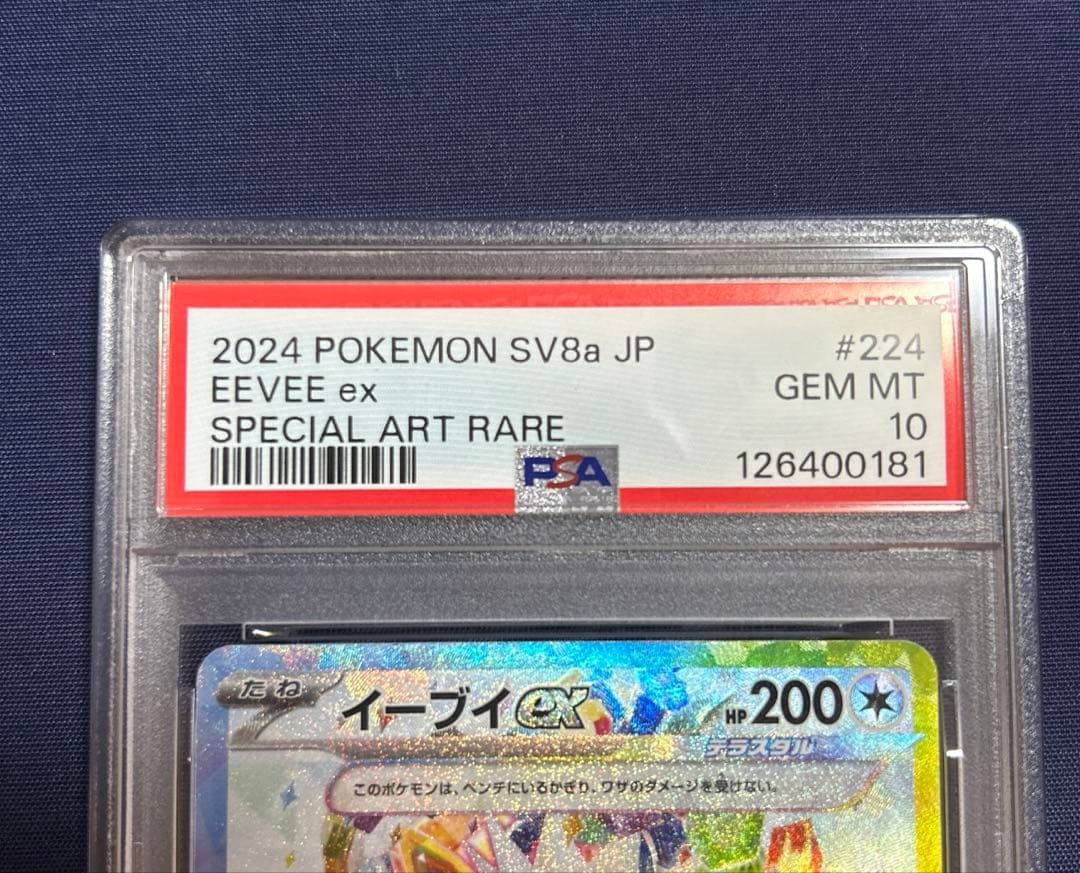 2024 POKEMON SV8a JP #224
EEVEE ex GEM MT
SPECIAL ART RARE 10
PSA 126400181
たね イーブイex HP 200
テラスタル
このポケモンは、ベンチにいるかぎり、ワザのダメージを受けない。